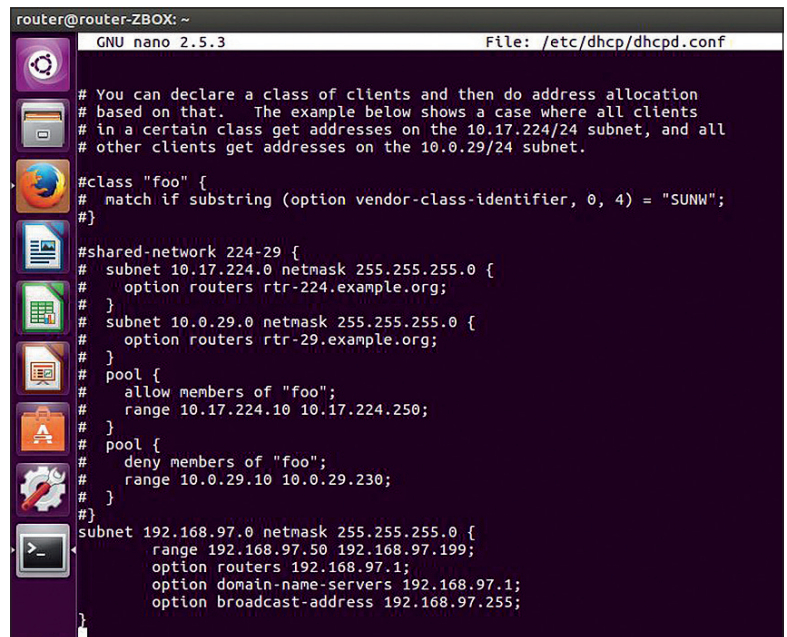 router@router-ZBOX: ~
GNU nano 2.5.3 File: /etc/dhcp/dhcpd.conf
# You can declare a class of clients and then do address allocation
# based on that.   The example below shows a case where all clients
# in a certain class get addresses on the 10.17.224/24 subnet, and all
# other clients get addresses on the 10.0.29/24 subnet.
#class "foo" {
#  match if substring (option vendor-class-identifier, 0, 4) = "SUNW";
#}
#shared-network 224-29 {
#  subnet 10.17.224.0 netmask 255.255.255.0 {
#    option routers rtr-224.example.org;
#  }
#  subnet 10.0.29.0 netmask 255.255.255.0 {
#    option routers rtr-29.example.org;
#  }
#  pool {
#    allow members of "foo";
#    range 10.17.224.10 10.17.224.250;
#  }
#  pool {
#    deny members of "foo";
#    range 10.0.29.10 10.0.29.230;
#  }
#}
subnet 192.168.97.0 netmask 255.255.255.0 {
        range 192.168.97.50 192.168.97.199;
        option routers 192.168.97.1;
        option domain-name-servers 192.168.97.1;
        option broadcast-address 192.168.97.255;
}